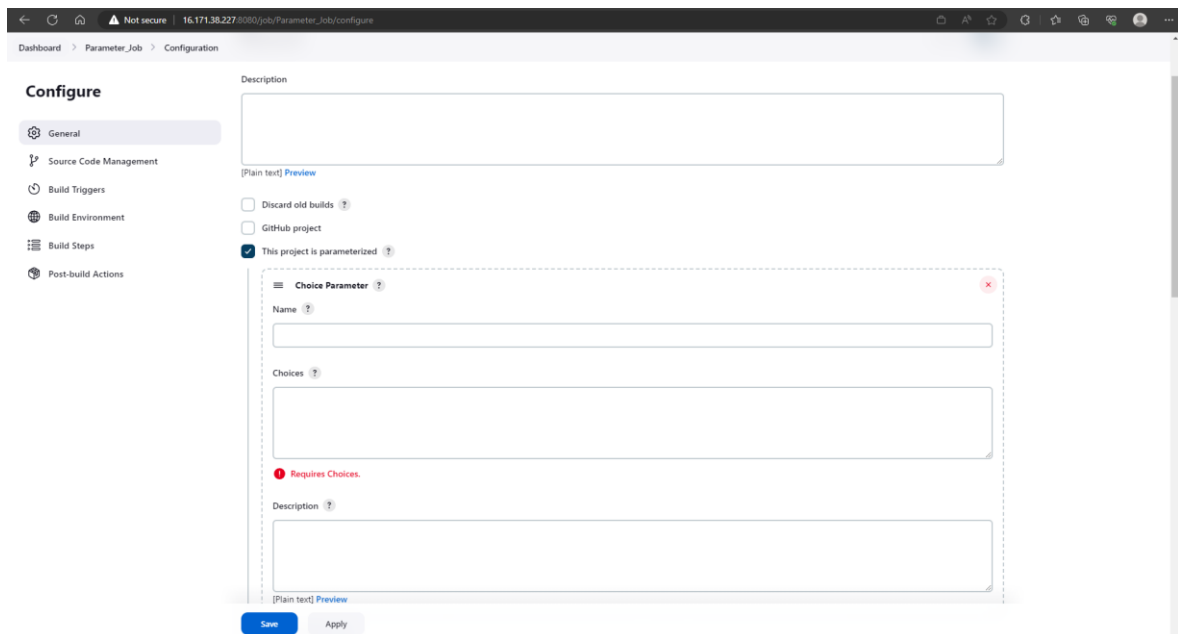 Not secure | 16.171.38.227:8080/job/Parameter_Job/configure
Dashboard > Parameter_Job > Configuration
Configure
General
Source Code Management
Build Triggers
Build Environment
Build Steps
Post-build Actions
Description
[Plain text] Preview
Discard old builds ?
GitHub project
This project is parameterized ?
Choice Parameter ?
Name ?
Choices ?
Requires Choices.
Description ?
[Plain text] Preview
Save Apply